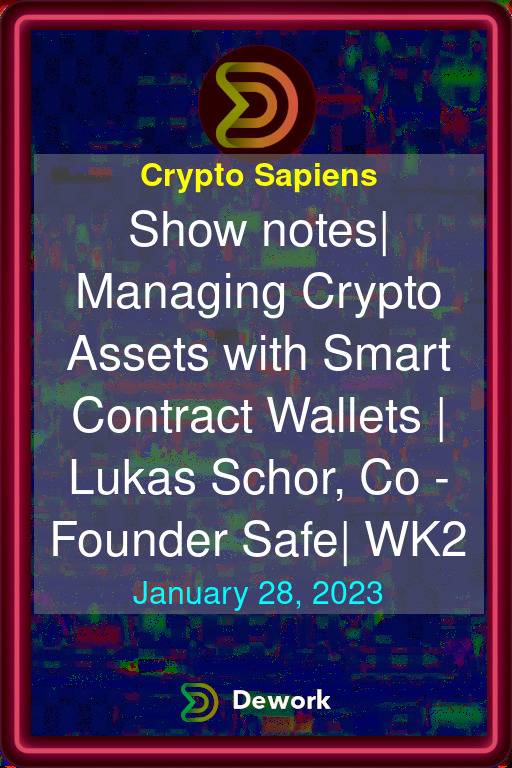 Crypto Sapiens
Show notes|
Managing Crypto
Assets with Smart
Contract Wallets |
Lukas Schor, Co -
Founder Safe| WK2
January 28, 2023
Dework